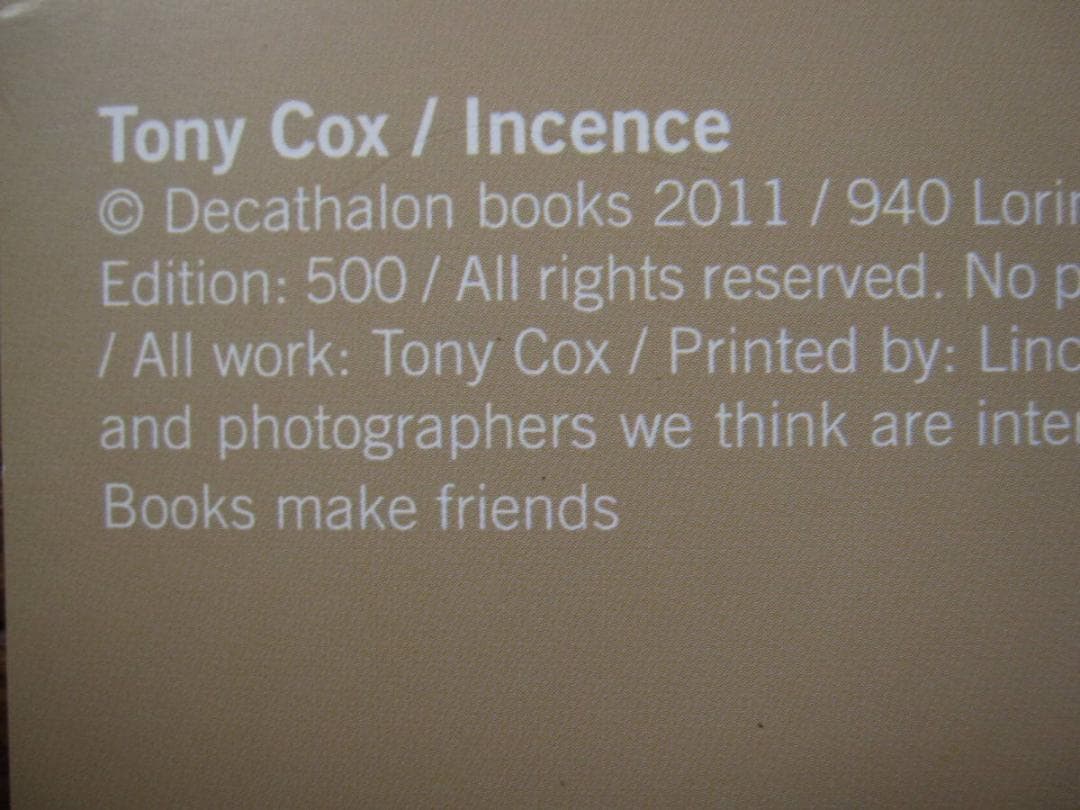 Tony Cox / Incence
© Decathalon books 2011 / 940
Edition: 500 / All rights reserved. No
/ All work: Tony Cox / Printed by:
and photographers we think are
Books make friends